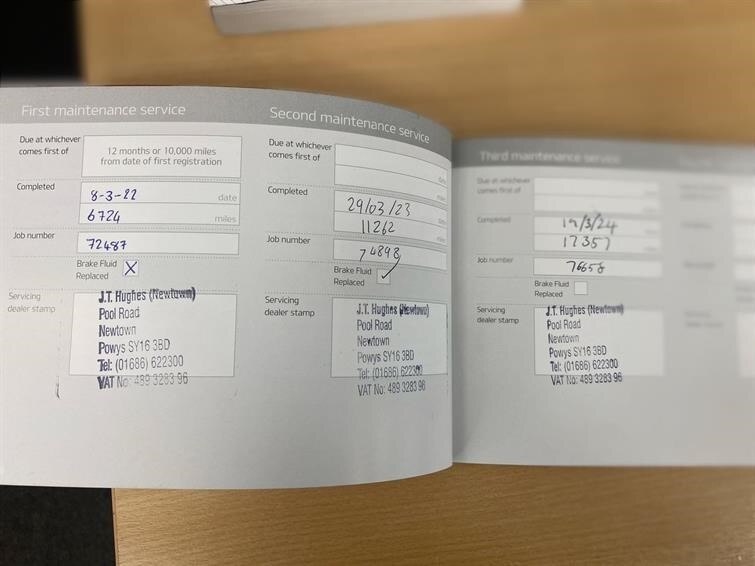 First maintenance service
Due at whichever
comes first of
12 months or 10,000 miles
from date of first registration
Completed
8-3-22 date
6724 miles
Job number
72487
Brake Fluid
Replaced
Servicing
dealer stamp
J.T. Hughes (Newtown)
Pool Road
Newtown
Powys SY16 3BD
Tel: (01686) 622300
VAT No: 489 3283 96
Second maintenance service
Due at whichever
comes first of
Completed
29/03/23
11262
Job number
74898
Brake Fluid
Replaced
Servicing
dealer stamp
J.T. Hughes (Newtown)
Pool Road
Newtown
Powys SY16 3BD
Tel: (01686) 622300
VAT No: 489 3283 96
Third maintenance service
Due at whichever
comes first of
Completed
17357
Job number
76658
Brake Fluid
Replaced
Servicing
dealer stamp
J.T. Hughes (Newtown)
Pool Road
Newtown
Powys SY16 3BD
Tel: (01686) 622300
VAT No: 489 3283 96